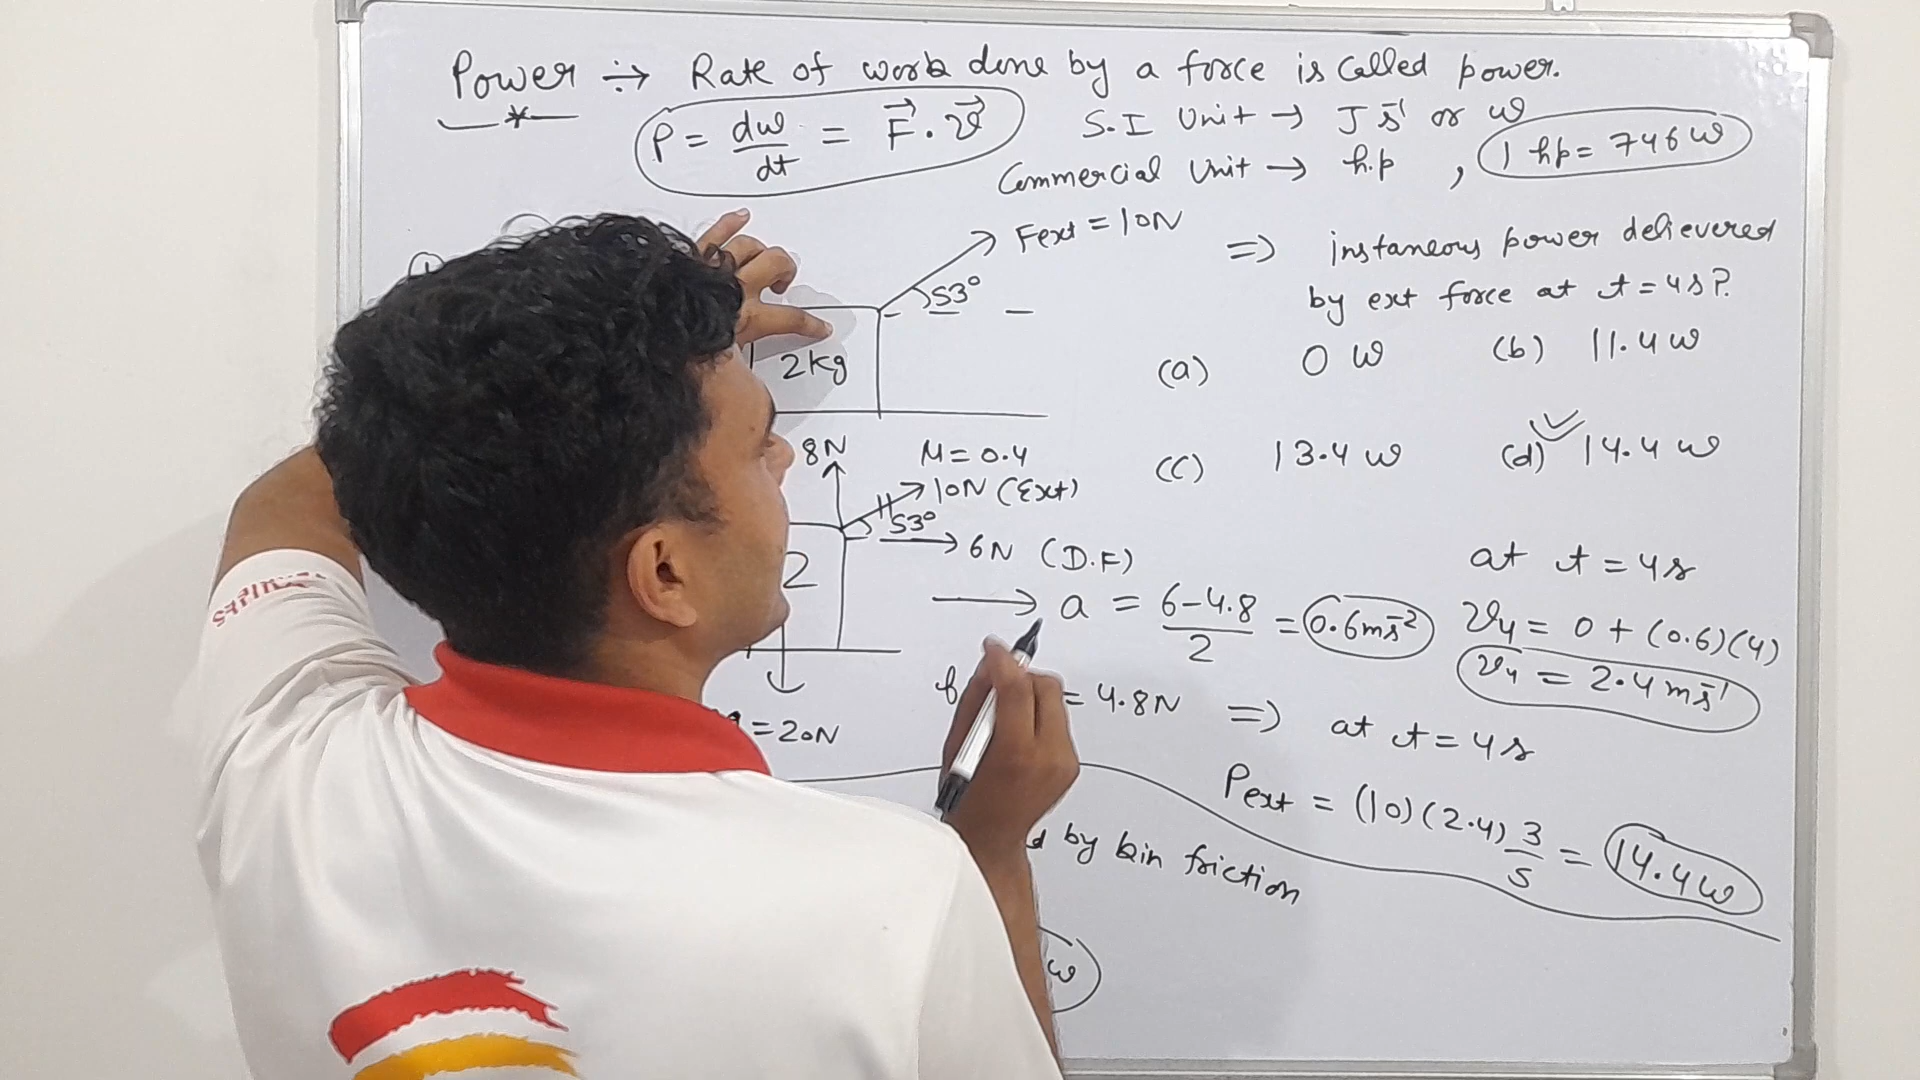 Power ÷→ Rate of work done by a force is called power.
P = dw/dt = F⃗ . v⃗
S.I Unit → J s⁻¹ or w
Commercial Unit → h.p , 1 hp = 746 w
Fext = 10N
53°
2kg
⇒ instaneous power delievered
by ext force at t = 4s?
(a) 0 w (b) 11.4 w
(c) 13.4 w (d) 14.4 w
8N
M = 0.4
10N (Ext)
53°
6N (D.F)
2
→ a = 6-4.8/2 = 0.6ms⁻²
at t = 4s
v₄ = 0 + (0.6)(4)
v₄ = 2.4 ms⁻¹
= 20N
= 4.8N ⇒ at t = 4s
Pext = (10)(2.4) 3/5 = 14.4w
by kin friction
w